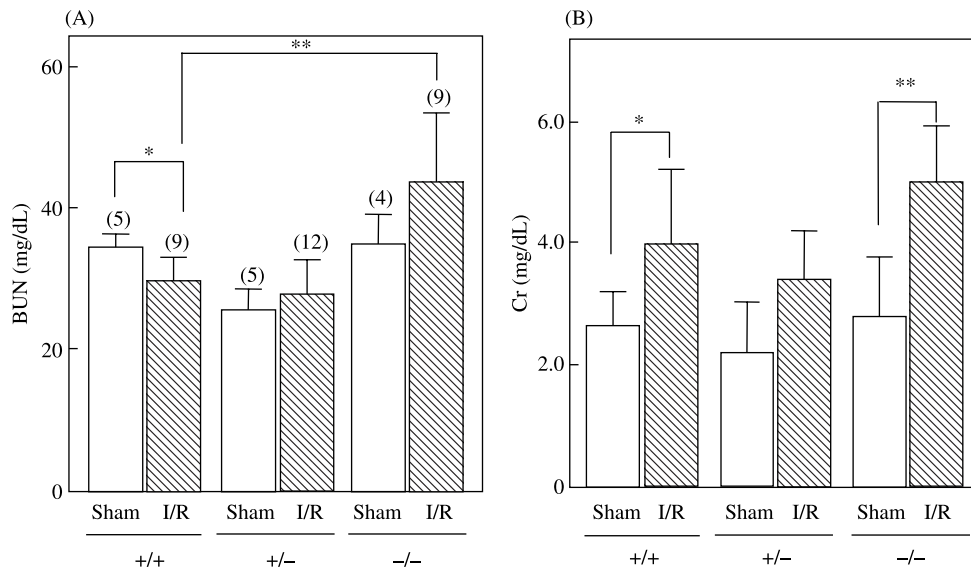 (A)
**
60
(9)
*
(5)
(4)
40
(9)
(12)
(5)
BUN (mg/dL)
20
0
Sham I/R Sham I/R Sham I/R
+/+ +/– –/–
(B)
**
*
6.0
4.0
Cr (mg/dL)
2.0
0
Sham I/R Sham I/R Sham I/R
+/+ +/– –/–